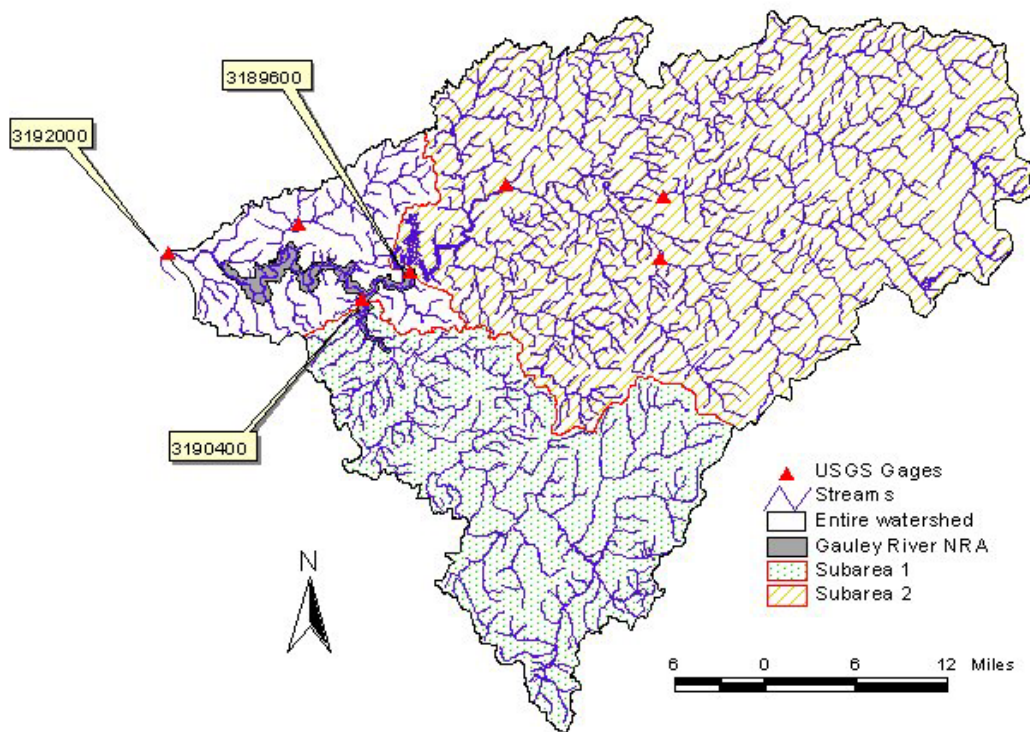 3189600
3192000
3190400
N
USGS Gages
Streams
Entire watershed
Gauley River NRA
Subarea 1
Subarea 2
6 0 6 12 Miles